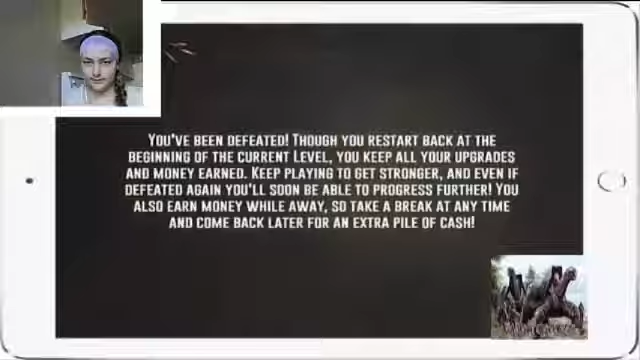 You've been defeated! Though you restart back at the
beginning of the current Level, you keep all your upgrades
and money earned. Keep playing to get stronger, and even if
defeated again you'll soon be able to progress further! You
also earn money while away, so take a break at any time
and come back later for an extra pile of cash!